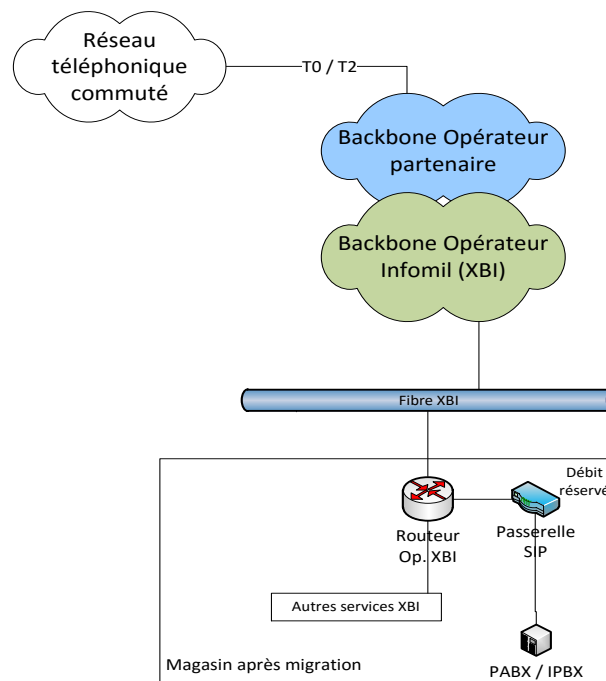 Réseau
téléphonique
commuté
T0 / T2
Backbone Opérateur
partenaire
Backbone Opérateur
Infomil (XBI)
Fibre XBI
Débit
réservé
Routeur
Op. XBI
Passerelle
SIP
Autres services XBI
Magasin après migration
PABX / IPBX